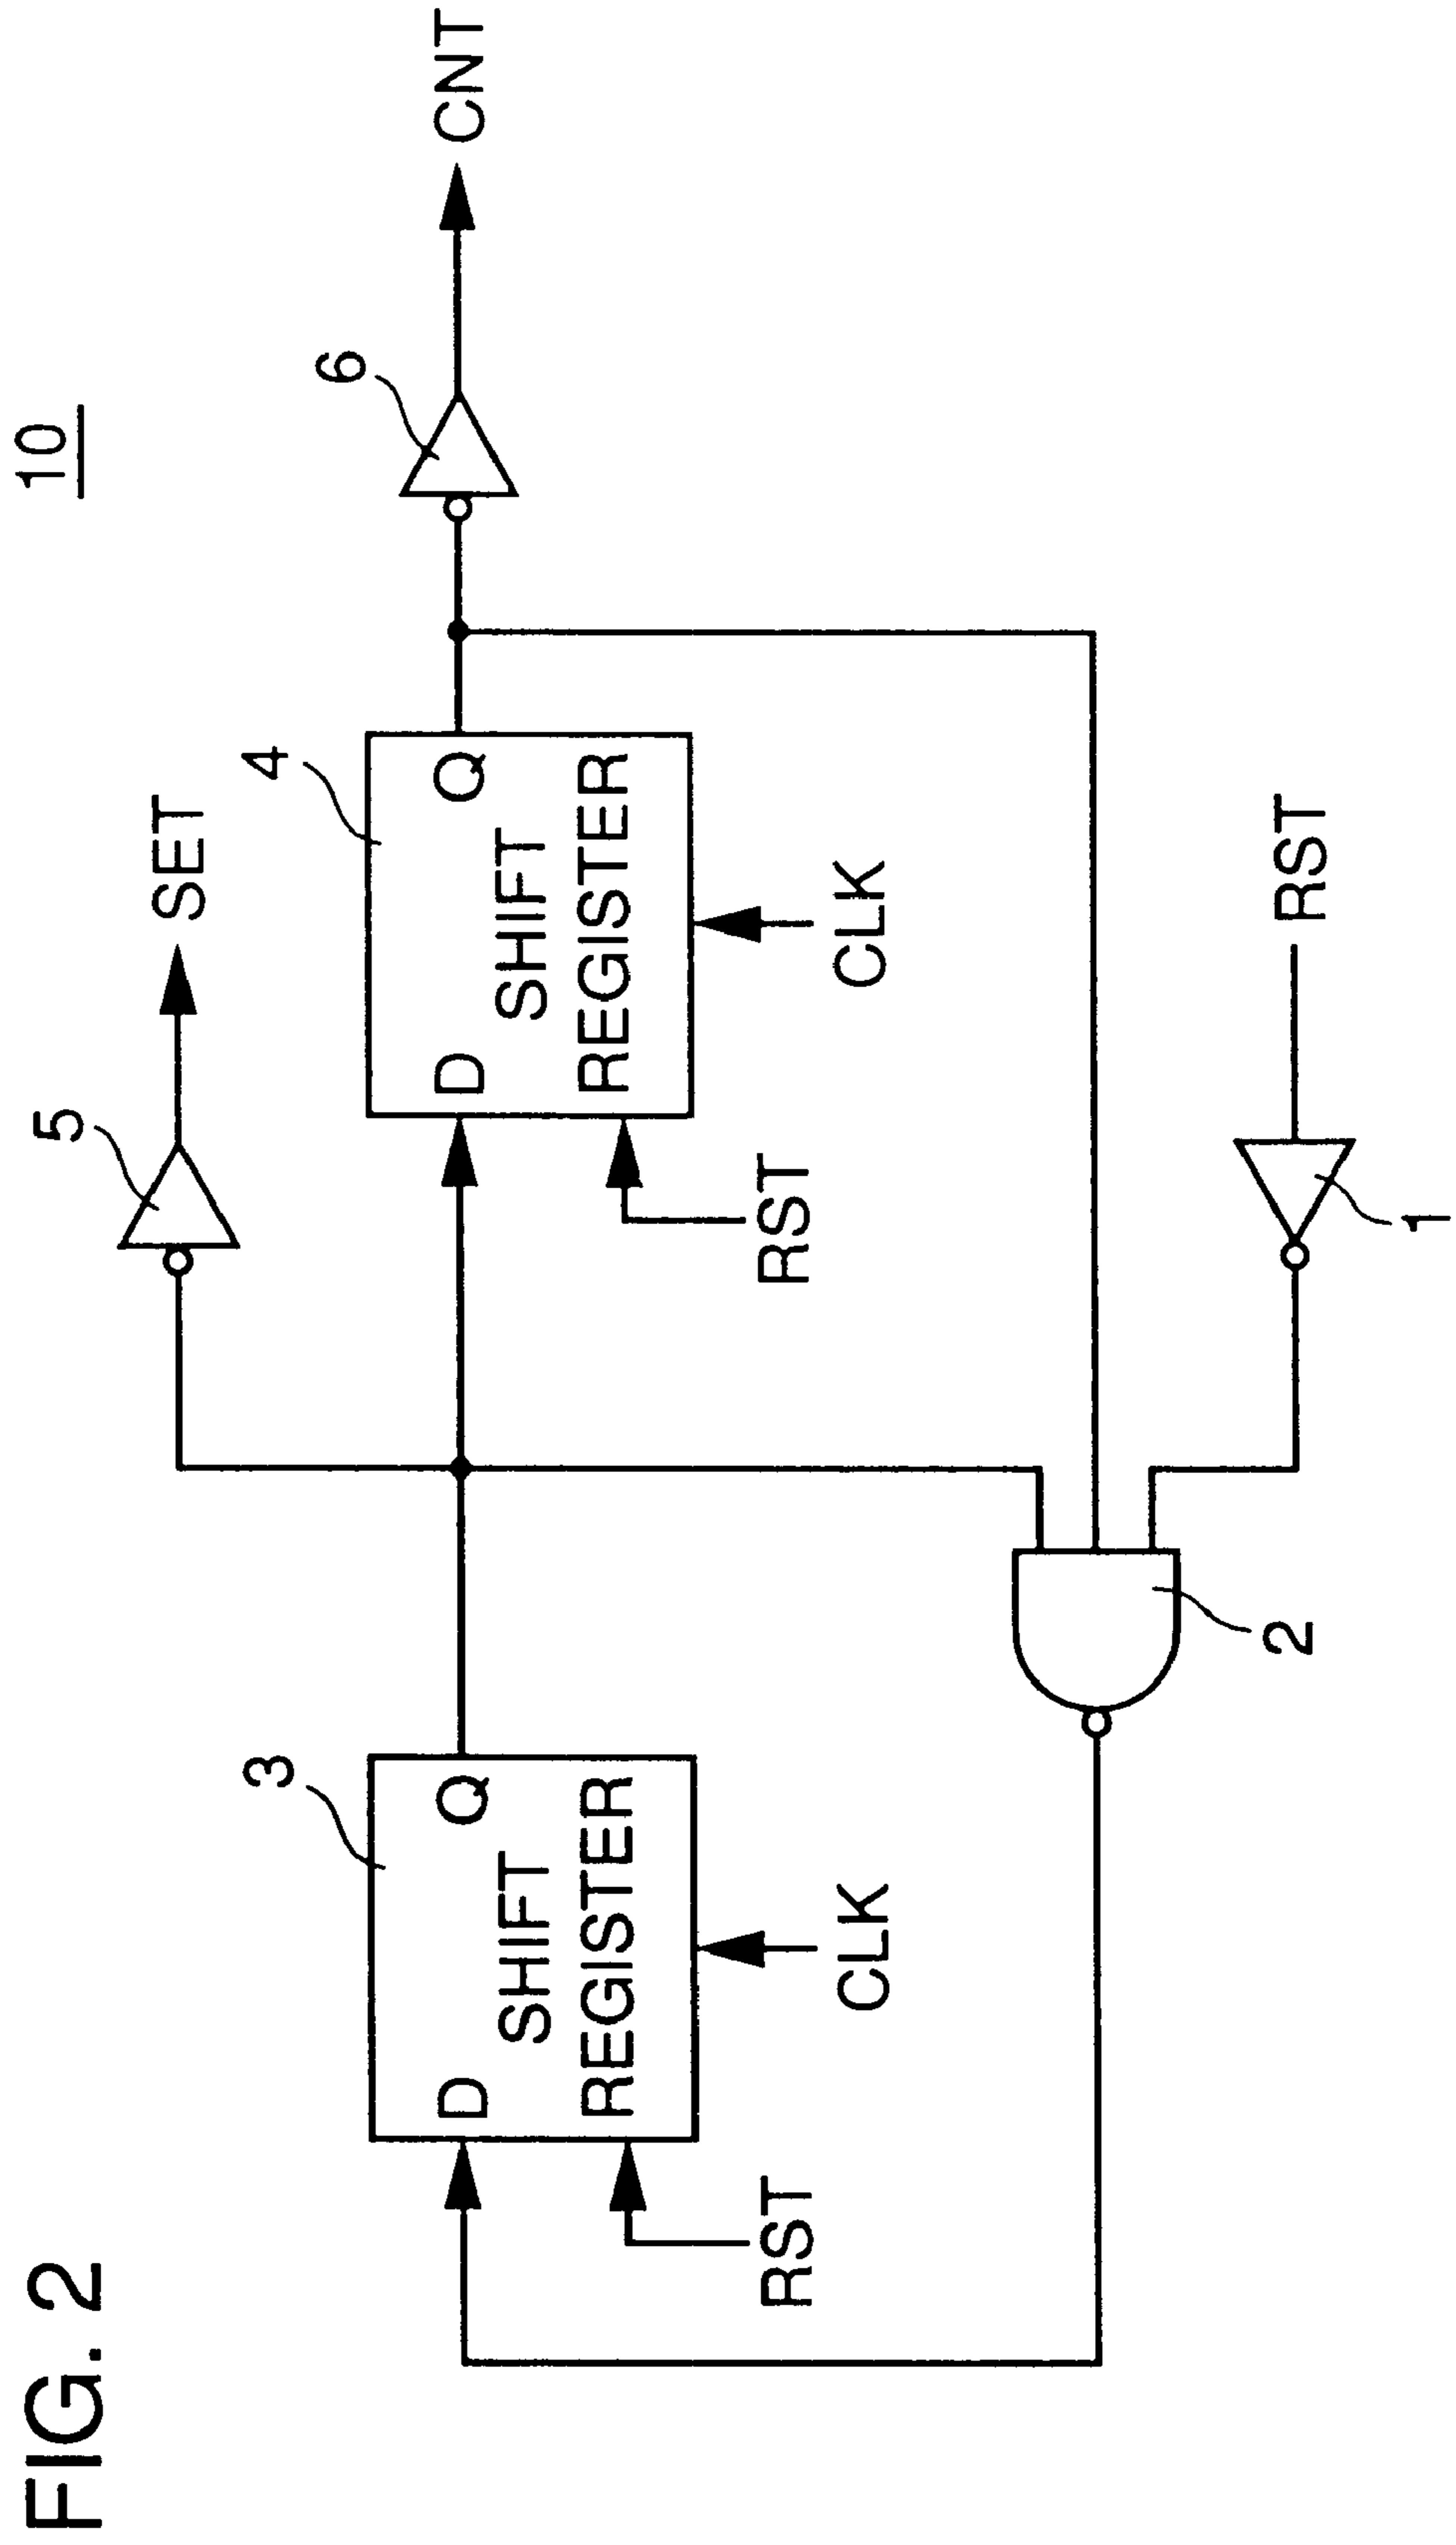 FIG. 2
10
5
SET
3
D
Q
SHIFT
REGISTER
RST
CLK
4
D
Q
SHIFT
REGISTER
RST
CLK
6
CNT
2
1
RST